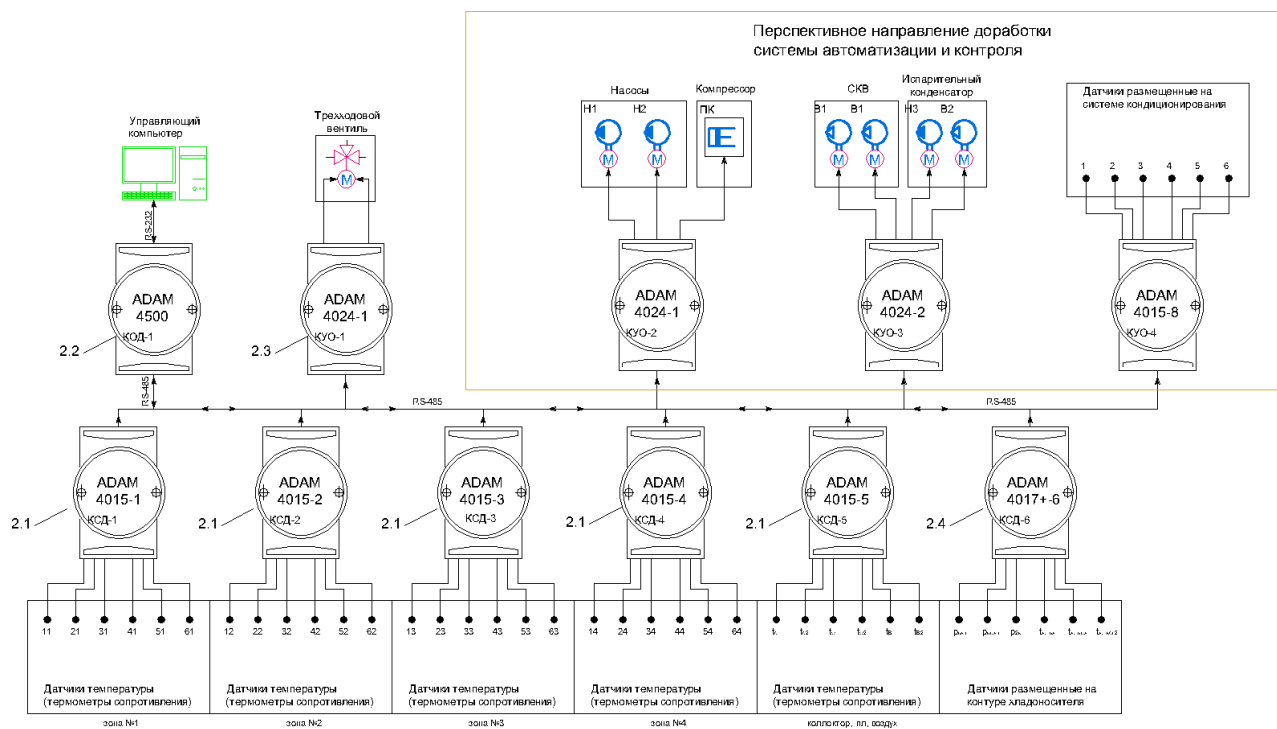 Перспективное направление доработки
системы автоматизации и контроля
Управляющий
компьютер
Трехходовой
вентиль
Насосы
Компрессор
СКВ
Испарительный
конденсатор
Датчики размещенные на
системе кондиционирования
Н1
Н2
ПК
В1
В1
Н3
В2
М
М
М
М
М
М
М
1 2 3 4 5 6
RS-232
ADAM
4500
КОД-1
2.2
ADAM
4024-1
КУО-1
2.3
ADAM
4024-1
КУО-2
ADAM
4024-2
КУО-3
ADAM
4015-8
КУО-4
RS-485
RS-485
RS-485
ADAM
4015-1
КСД-1
2.1
ADAM
4015-2
КСД-2
2.1
ADAM
4015-3
КСД-3
2.1
ADAM
4015-4
КСД-4
2.1
ADAM
4015-5
КСД-5
2.1
ADAM
4017+-6
КСД-6
2.4
11 21 31 41 51 61
12 22 32 42 52 62
13 23 33 43 53 63
14 24 34 44 54 64
Датчики температуры
(термометры сопротивления)
Датчики температуры
(термометры сопротивления)
Датчики температуры
(термометры сопротивления)
Датчики температуры
(термометры сопротивления)
Датчики температуры
(термометры сопротивления)
Датчики размещенные на
контуре хладоносителя
зона №1
зона №2
зона №3
зона №4
коллектор, пл, воздух